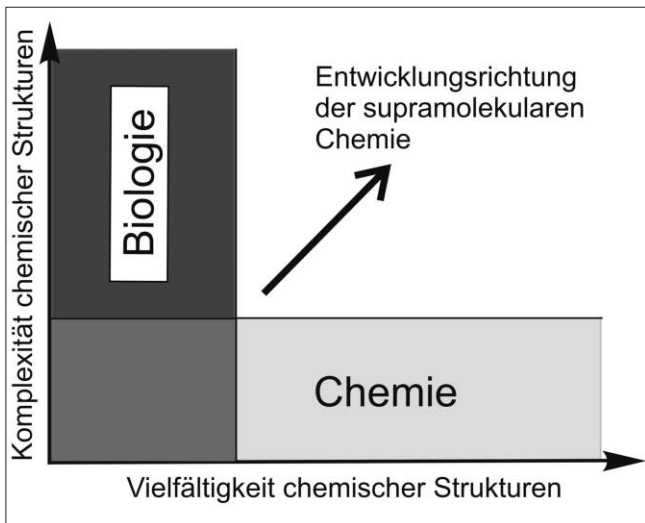 Komplexität chemischer Strukturen
Biologie
Entwicklungsrichtung
der supramolekularen
Chemie
Chemie
Vielfältigkeit chemischer Strukturen